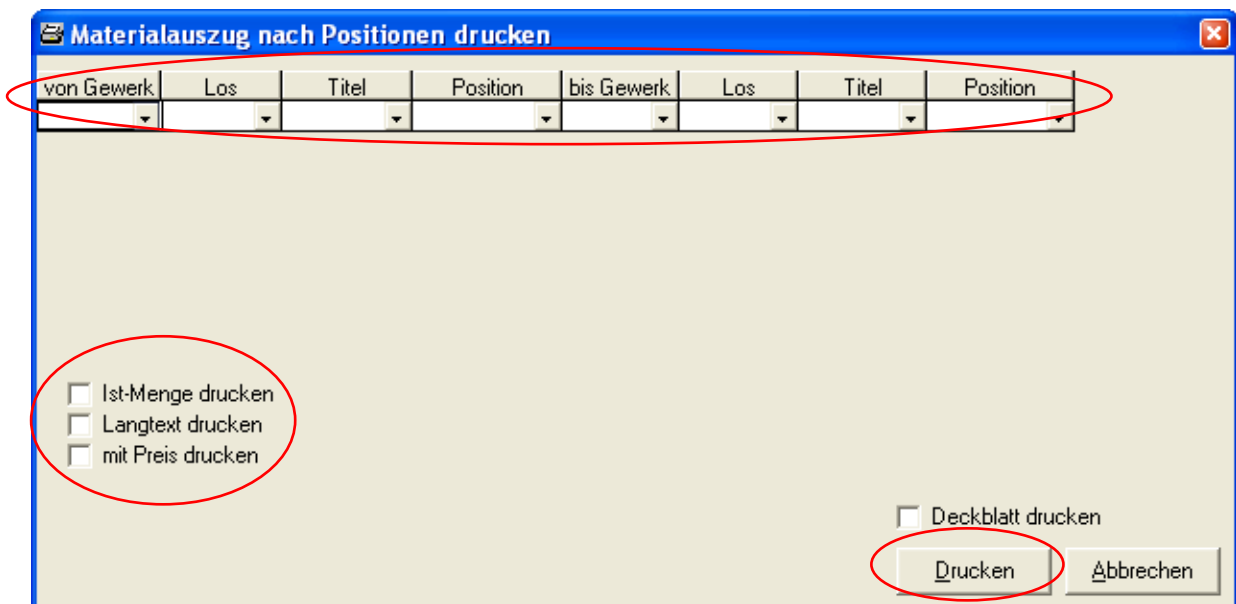 Materialauszug nach Positionen drucken
von Gewerk Los Titel Position bis Gewerk Los Titel Position
Ist-Menge drucken
Langtext drucken
mit Preis drucken
Deckblatt drucken
Drucken Abbrechen